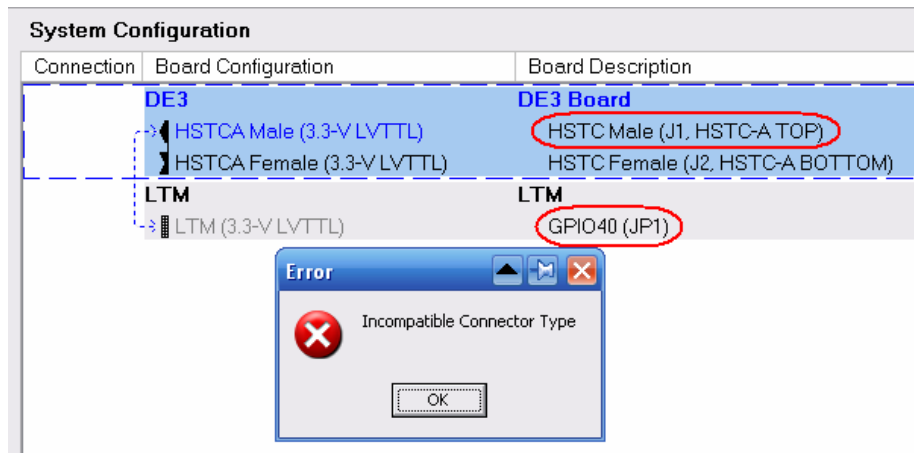 System Configuration
Connection Board Configuration Board Description
DE3 DE3 Board
HSTCA Male (3.3-V LVTTL) HSTC Male (J1, HSTC-A TOP)
HSTCA Female (3.3-V LVTTL) HSTC Female (J2, HSTC-A BOTTOM)
LTM LTM
LTM (3.3-V LVTTL) GPIO40 (JP1)
Error
Incompatible Connector Type
OK